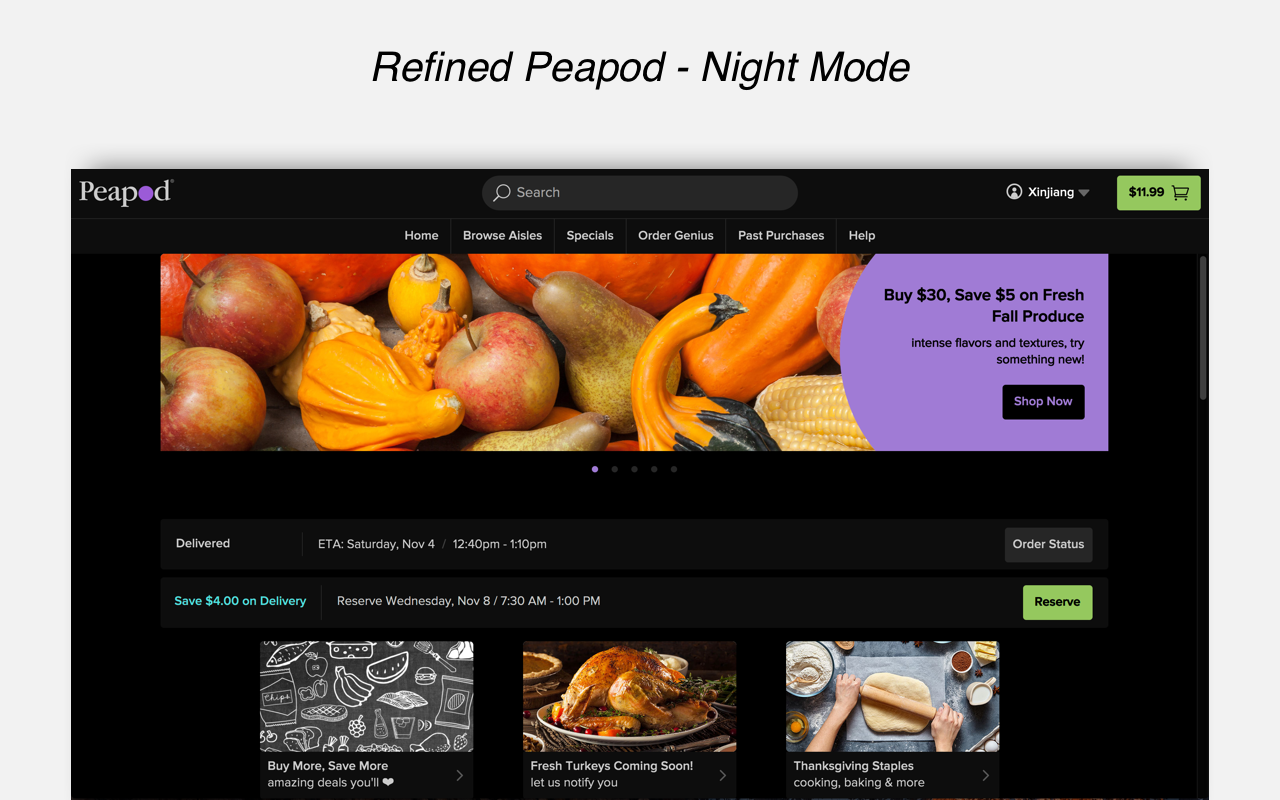 Refined Peapod - Night Mode
Peapod®
Search
Xinjiang
$11.99
Home
Browse Aisles
Specials
Order Genius
Past Purchases
Help
Buy $30, Save $5 on Fresh
Fall Produce
intense flavors and textures, try
something new!
Shop Now
Delivered
ETA: Saturday, Nov 4 / 12:40pm - 1:10pm
Order Status
Save $4.00 on Delivery
Reserve Wednesday, Nov 8 / 7:30 AM - 1:00 PM
Reserve
Chips
Buy More, Save More
amazing deals you'll ❤
Fresh Turkeys Coming Soon!
let us notify you
Thanksgiving Staples
cooking, baking & more